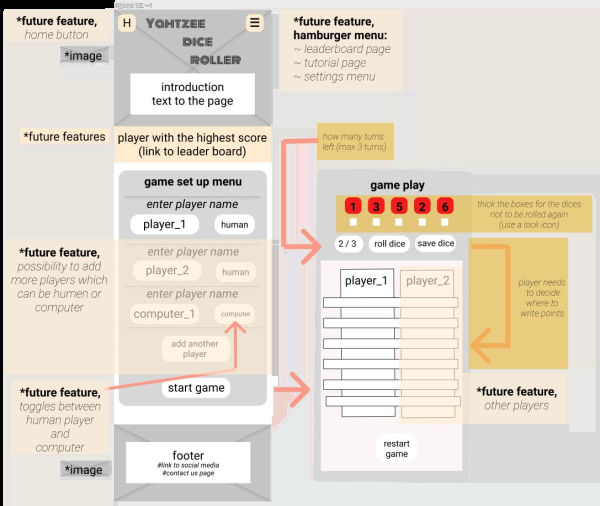 iPhone SE – 4
*future feature,
home button
*image
H
☰
YAHTZEE
DICE
ROLLER
introduction
text to the page
*future feature,
hamburger menu:
~ leaderboard page
~ tutorial page
~ settings menu
*future features
player with the highest score
(link to leader board)
how many turns
left (max 3 turns)
game set up menu
enter player name
player_1
human
enter player name
player_2
human
enter player name
computer_1
computer
add another
player
start game
*future feature,
possibility to add
more players which
can be humen or
computer
*future feature,
toggles between
human player
and
computer
*image
footer
#link to social media
#contact us page
game play
1 3 5 2 6
thick the boxes for the dices
not to be rolled again
(use a lock icon)
2 / 3
roll dice
save dice
player_1
player_2
player needs
to decide
where to
write points
*future feature,
other players
restart
game